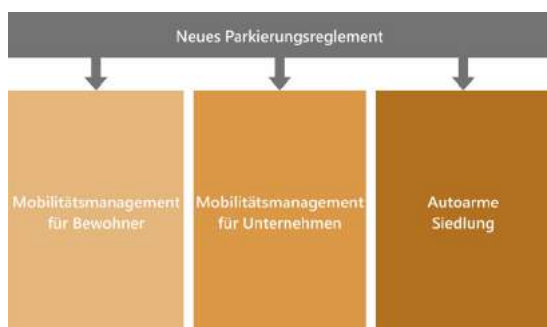 Neues Parkierungsreglement
Mobilitätsmanagement
für Bewohner
Mobilitätsmanagement
für Unternehmen
Autoarme
Siedlung